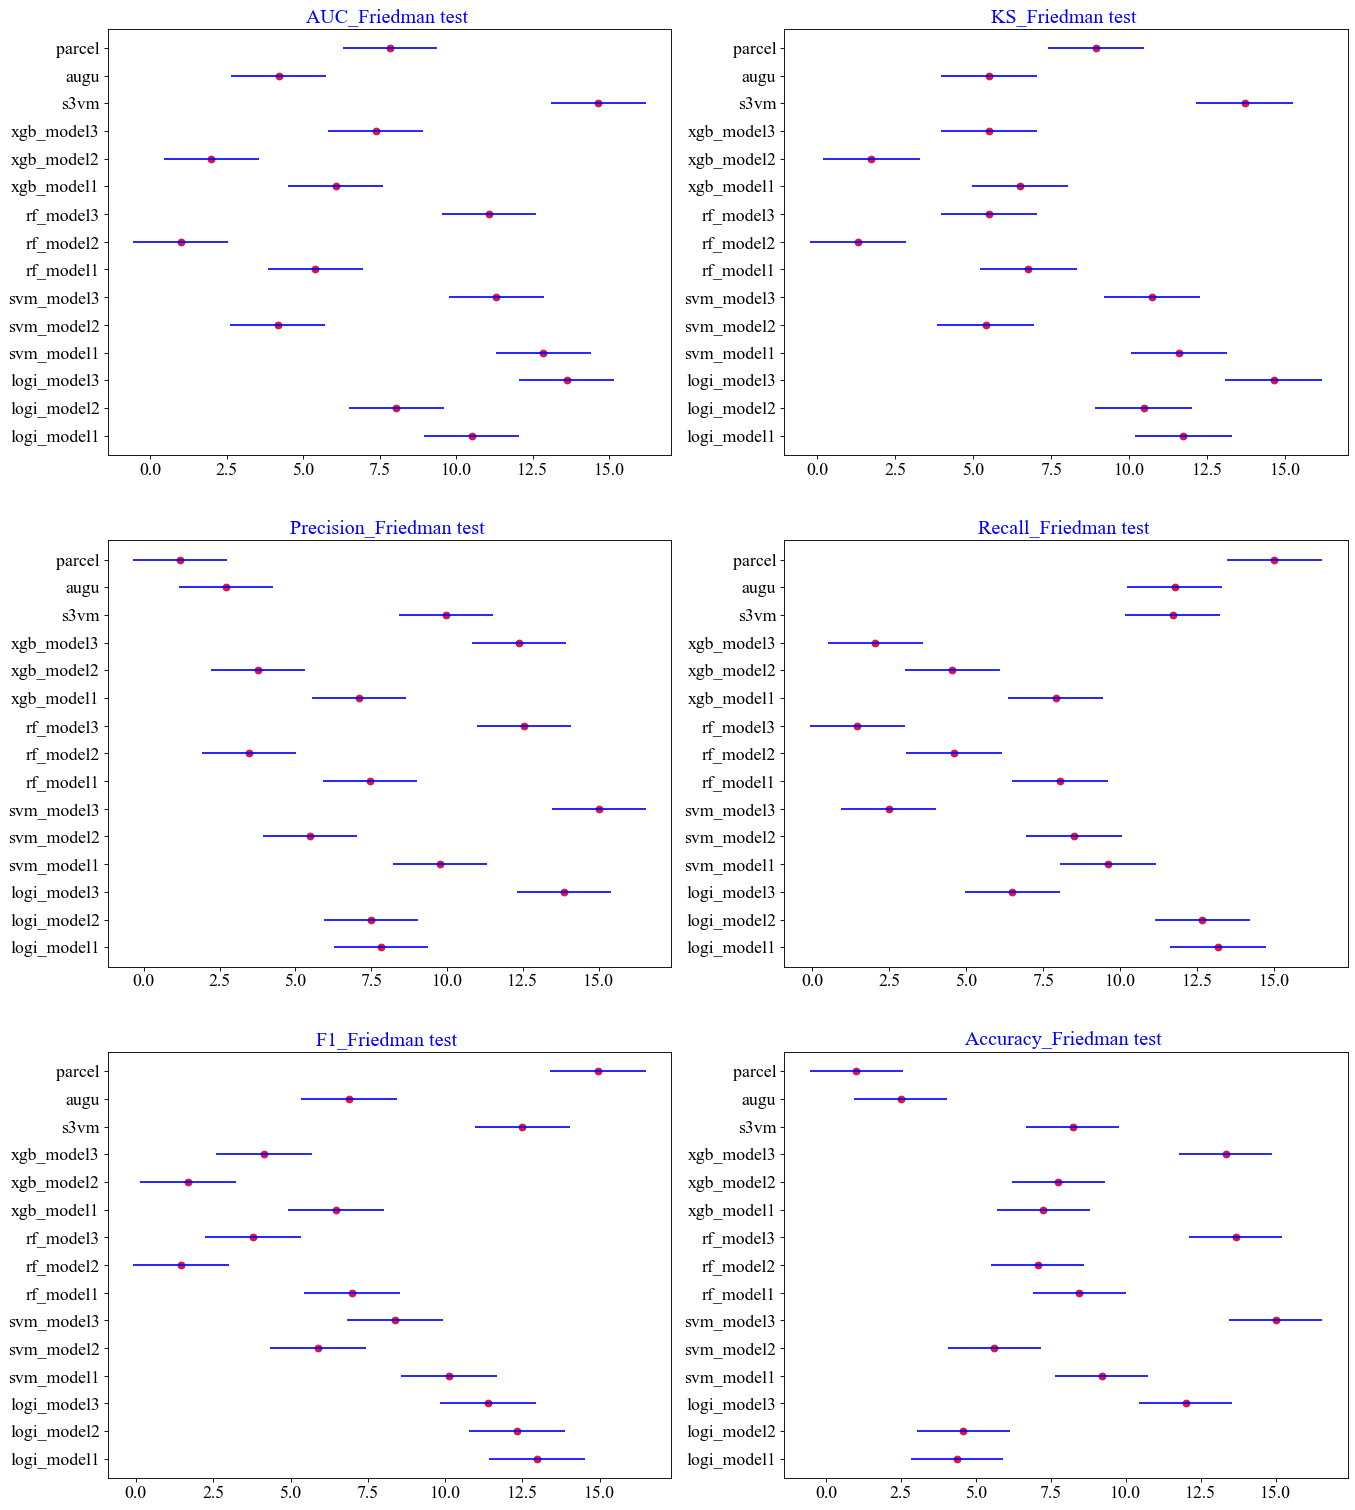 AUC_Friedman test
parcel
augu
s3vm
xgb_model3
xgb_model2
xgb_model1
rf_model3
rf_model2
rf_model1
svm_model3
svm_model2
svm_model1
logi_model3
logi_model2
logi_model1
0.0 2.5 5.0 7.5 10.0 12.5 15.0
KS_Friedman test
parcel
augu
s3vm
xgb_model3
xgb_model2
xgb_model1
rf_model3
rf_model2
rf_model1
svm_model3
svm_model2
svm_model1
logi_model3
logi_model2
logi_model1
0.0 2.5 5.0 7.5 10.0 12.5 15.0
Precision_Friedman test
parcel
augu
s3vm
xgb_model3
xgb_model2
xgb_model1
rf_model3
rf_model2
rf_model1
svm_model3
svm_model2
svm_model1
logi_model3
logi_model2
logi_model1
0.0 2.5 5.0 7.5 10.0 12.5 15.0
Recall_Friedman test
parcel
augu
s3vm
xgb_model3
xgb_model2
xgb_model1
rf_model3
rf_model2
rf_model1
svm_model3
svm_model2
svm_model1
logi_model3
logi_model2
logi_model1
0.0 2.5 5.0 7.5 10.0 12.5 15.0
F1_Friedman test
parcel
augu
s3vm
xgb_model3
xgb_model2
xgb_model1
rf_model3
rf_model2
rf_model1
svm_model3
svm_model2
svm_model1
logi_model3
logi_model2
logi_model1
0.0 2.5 5.0 7.5 10.0 12.5 15.0
Accuracy_Friedman test
parcel
augu
s3vm
xgb_model3
xgb_model2
xgb_model1
rf_model3
rf_model2
rf_model1
svm_model3
svm_model2
svm_model1
logi_model3
logi_model2
logi_model1
0.0 2.5 5.0 7.5 10.0 12.5 15.0